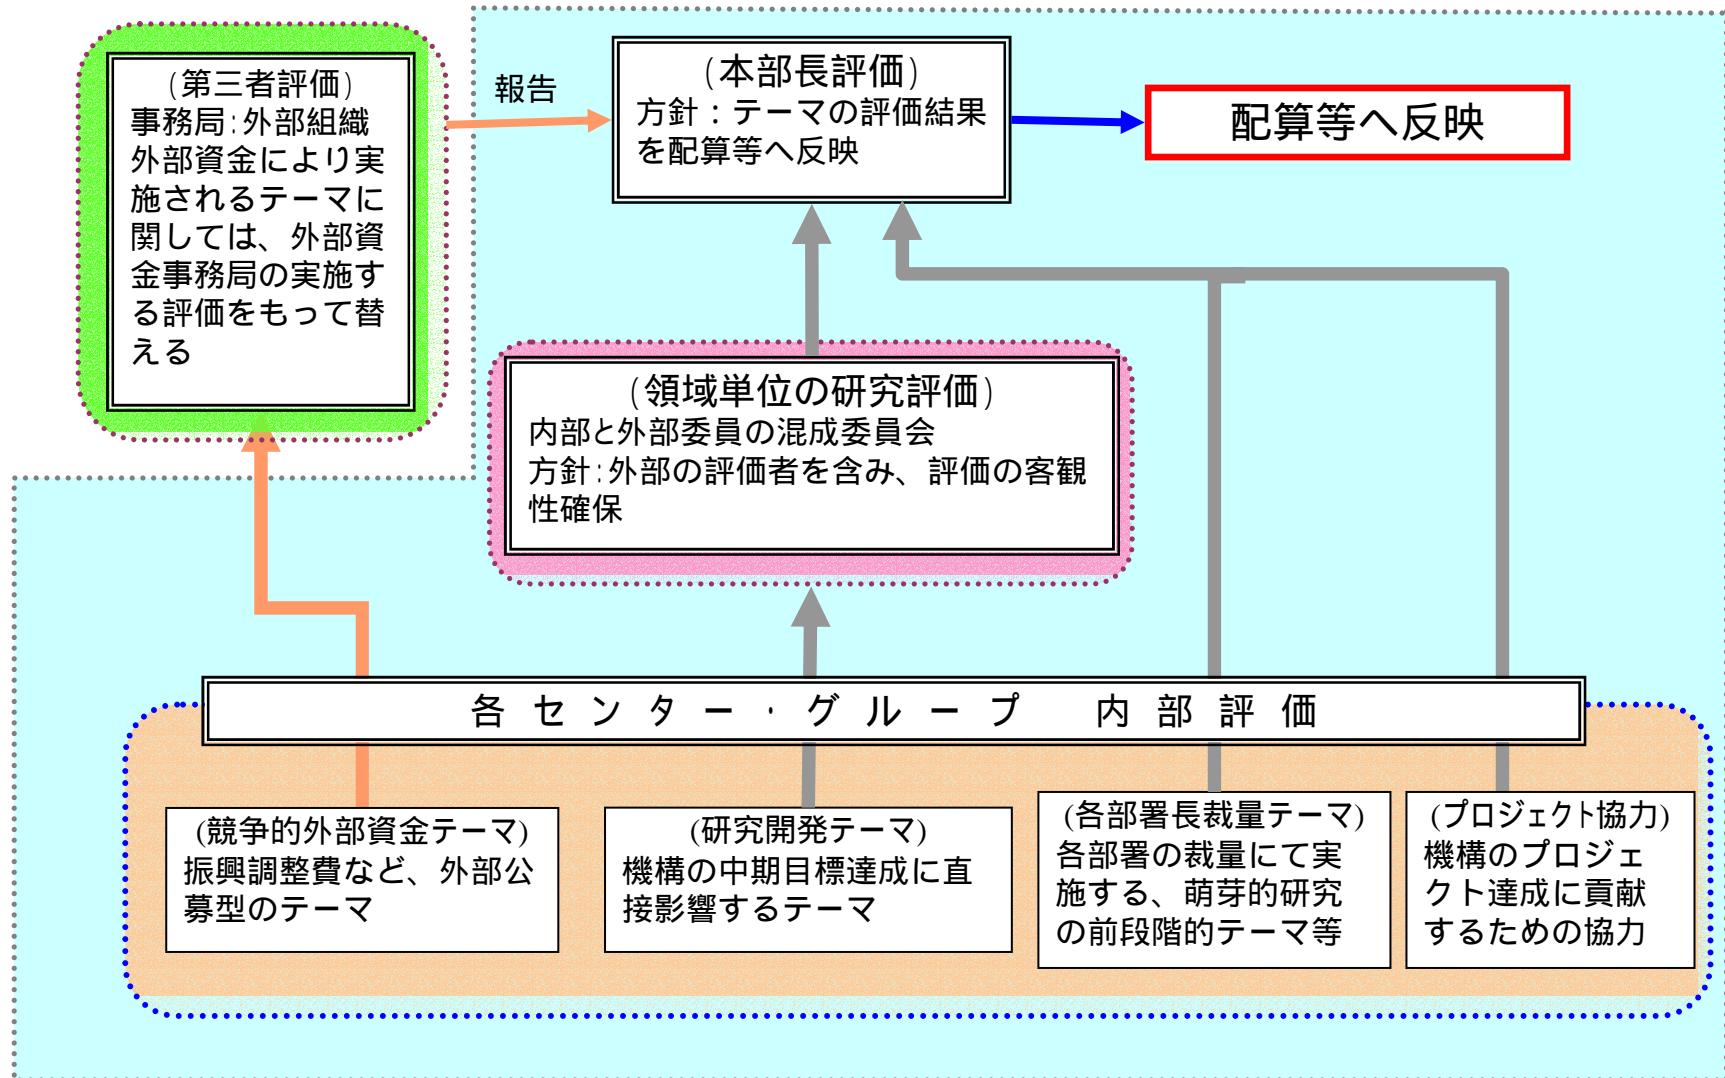 (第三者評価)
事務局:外部組織
外部資金により実
施されるテーマに
関しては、外部資
金事務局の実施す
る評価をもって替
える
報告
(本部長評価)
方針：テーマの評価結果
を配算等へ反映
配算等へ反映
(領域単位の研究評価)
内部と外部委員の混成委員会
方針:外部の評価者を含み、評価の客観
性確保
各センター・グループ　内部評価
(競争的外部資金テーマ)
振興調整費など、外部公
募型のテーマ
(研究開発テーマ)
機構の中期目標達成に直
接影響するテーマ
(各部署長裁量テーマ)
各部署の裁量にて実
施する、萌芽的研究
の前段階的テーマ等
(プロジェクト協力)
機構のプロジェ
クト達成に貢献
するための協力